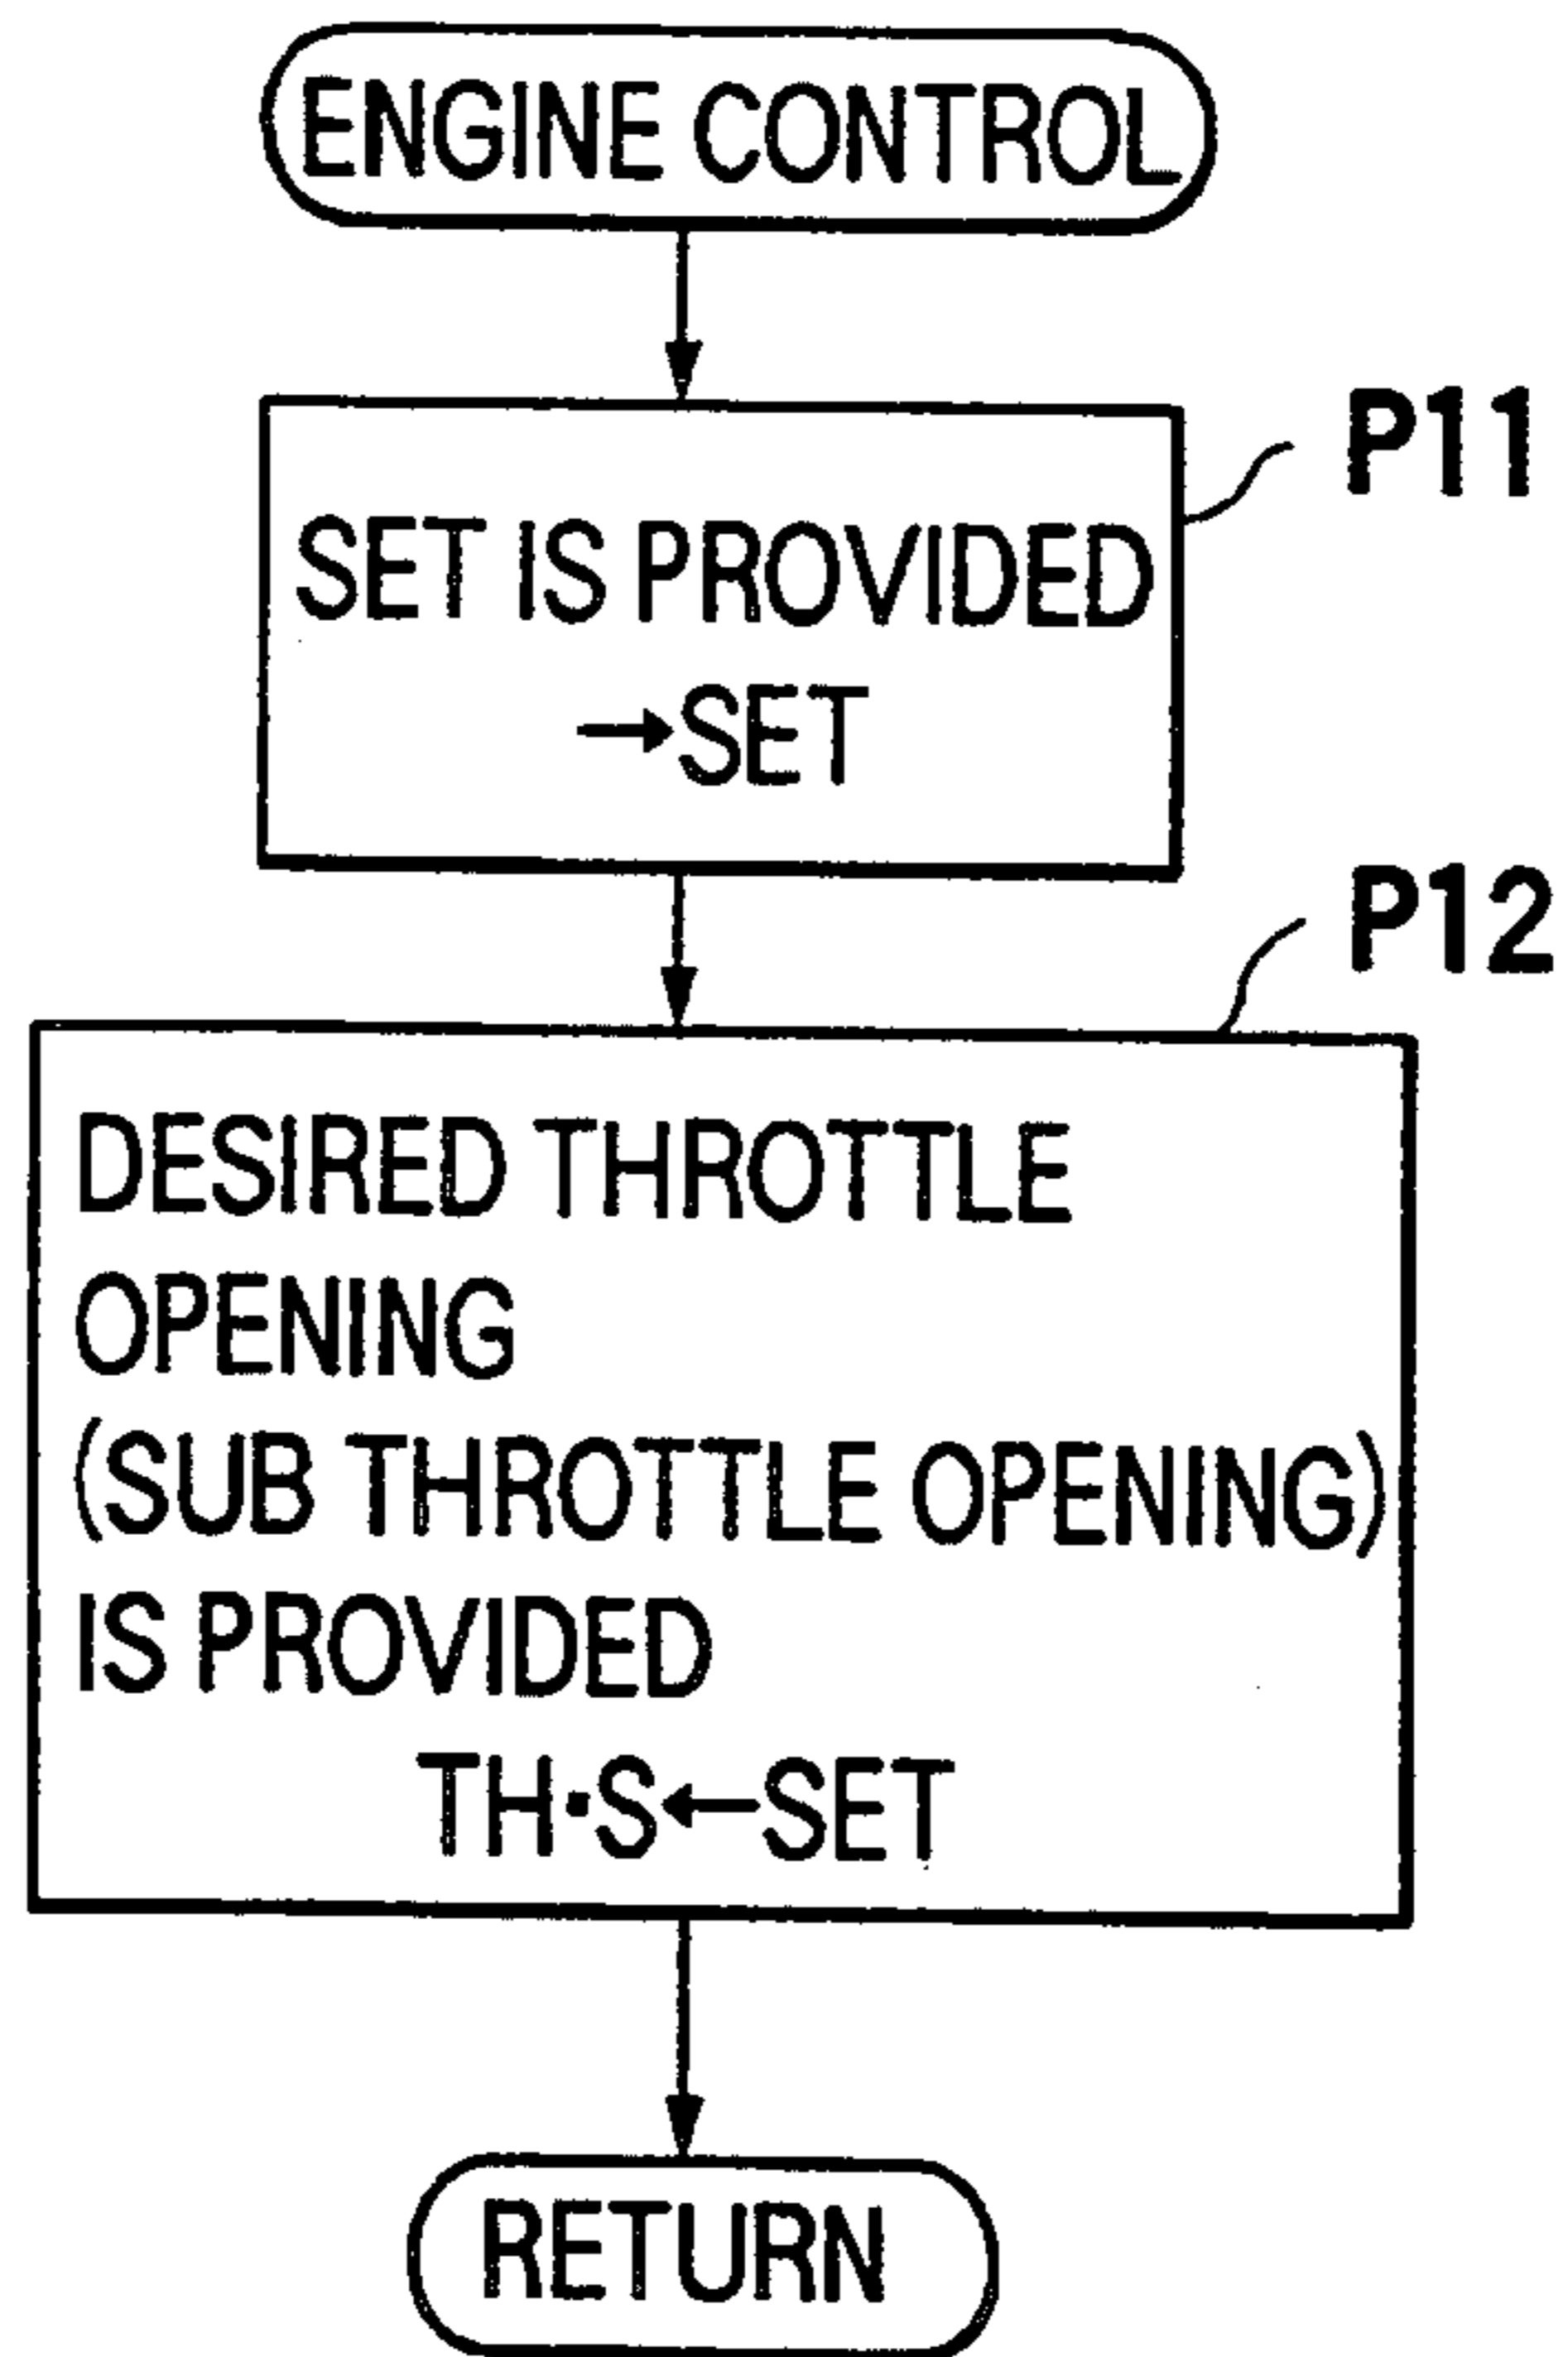 ENGINE CONTROL
P11
SET IS PROVIDED
→SET
P12
DESIRED THROTTLE
OPENING
(SUB THROTTLE OPENING)
IS PROVIDED
TH·S←SET
RETURN